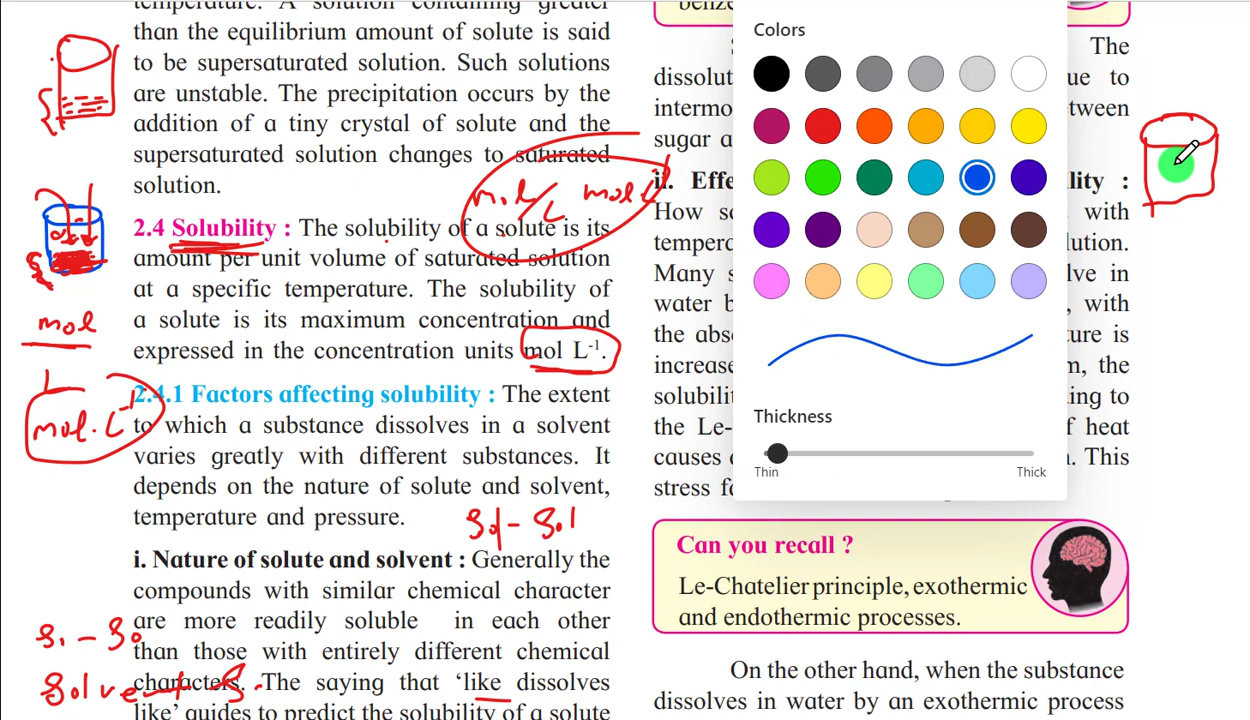 temperature. A solution containing greater
than the equilibrium amount of solute is said
to be supersaturated solution. Such solutions
are unstable. The precipitation occurs by the
addition of a tiny crystal of solute and the
supersaturated solution changes to saturated
solution.
mol/L mol
2.4 Solubility : The solubility of a solute is its
amount per unit volume of saturated solution
at a specific temperature. The solubility of
a solute is its maximum concentration and
expressed in the concentration units mol L⁻¹.
mol
L
mol. L⁻¹
2.4.1 Factors affecting solubility : The extent
to which a substance dissolves in a solvent
varies greatly with different substances. It
depends on the nature of solute and solvent,
temperature and pressure.
Sol - Sol
i. Nature of solute and solvent : Generally the
compounds with similar chemical character
are more readily soluble in each other
than those with entirely different chemical
characters. The saying that ‘like dissolves
like’ guides to predict the solubility of a solute
Solvent
benze
The
dissolut
ue to
intermo
etween
sugar a
ii. Effe
ility :
How so
with
tempera
lution.
Many s
lve in
water b
, with
the abs
ture is
increase
m, the
solubilit
ing to
the Le-
f heat
causes
. This
stress fo
Colors
Thickness
Thin
Thick
Can you recall ?
Le-Chatelier principle, exothermic
and endothermic processes.
On the other hand, when the substance
dissolves in water by an exothermic process